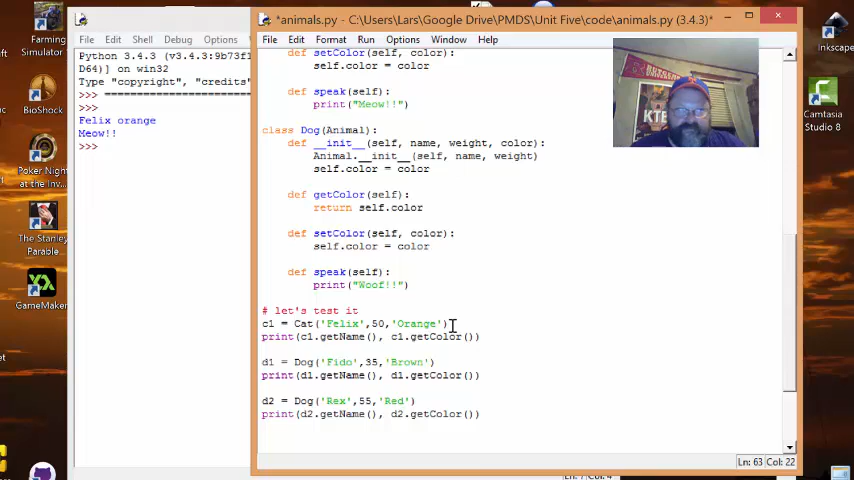 *animals.py - C:\Users\Lars\Google Drive\PMDS\Unit Five\code\animals.py (3.4.3)*
File Edit Format Run Options Window Help
def setColor(self, color):
self.color = color
def speak(self):
print("Meow!!")
class Dog(Animal):
def __init__(self, name, weight, color):
Animal.__init__(self, name, weight)
self.color = color
def getColor(self):
return self.color
def setColor(self, color):
self.color = color
def speak(self):
print("Woof!!")
# let's test it
c1 = Cat('Felix',50,'Orange')
print(c1.getName(), c1.getColor())
d1 = Dog('Fido',35,'Brown')
print(d1.getName(), d1.getColor())
d2 = Dog('Rex',55,'Red')
print(d2.getName(), d2.getColor())
Ln: 63 Col: 22
File Edit Shell Debug Options
Python 3.4.3 (v3.4.3:9b73f1
D64)] on win32
Type "copyright", "credits"
>>> ======================
>>>
Felix orange
Meow!!
>>>
Farming
Simulator
BioShock
Poker Night
at the Inv...
The Stanley
Parable
GameMaker
Inkscape
Camtasia
Studio 8